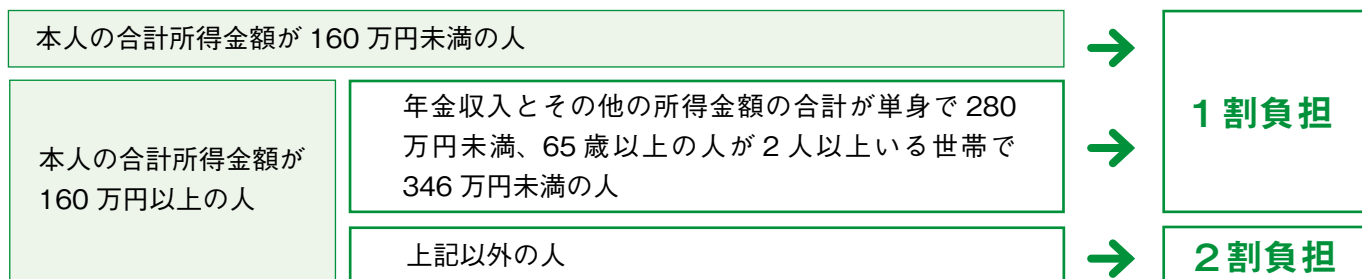 本人の合計所得金額が 160 万円未満の人
本人の合計所得金額が
160 万円以上の人
年金収入とその他の所得金額の合計が単身で 280
万円未満、65 歳以上の人が 2 人以上いる世帯で
346 万円未満の人
1 割負担
上記以外の人
2 割負担